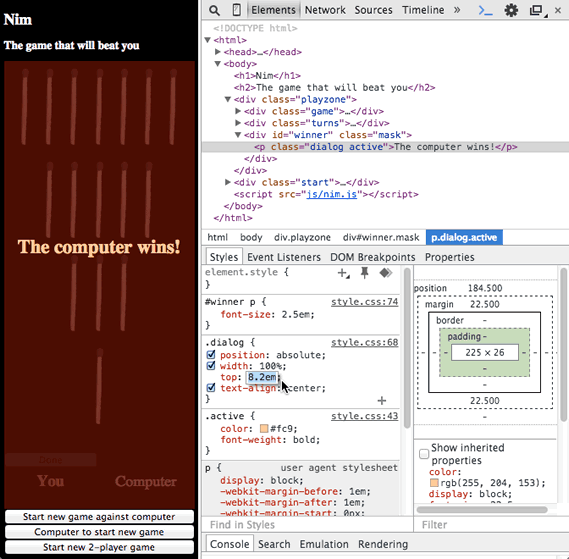 Nim
The game that will beat you
The computer wins!
Done
You Computer
Start new game against computer
Computer to start new game
Start new 2-player game
Elements Network Sources Timeline »
<!DOCTYPE html>
<html>
<head>…</head>
<body>
<h1>Nim</h1>
<h2>The game that will beat you</h2>
<div class="playzone">
<div class="game">…</div>
<div class="turns">…</div>
<div id="winner" class="mask">
<p class="dialog active">The computer wins!</p>
</div>
</div>
<div class="start">…</div>
<script src="js/nim.js"></script>
</body>
</html>
html body div.playzone div#winner.mask p.dialog.active
Styles Event Listeners DOM Breakpoints Properties
element.style {
}
#winner p { style.css:74
font-size: 2.5em;
}
.dialog { style.css:68
position: absolute;
width: 100%;
top: 8.2em;
text-align: center;
}
.active { style.css:43
color: #fc9;
font-weight: bold;
}
p { user agent stylesheet
display: block;
-webkit-margin-before: 1em;
-webkit-margin-after: 1em;
-webkit-margin-start: 0px;
Find in Styles
position 184.500
margin 22.500
border -
padding -
- - - 225 × 26 - - -
-
-
22.500
-
Show inherited
properties
color:
rgb(255, 204, 153);
display: block;
Filter
Console Search Emulation Rendering